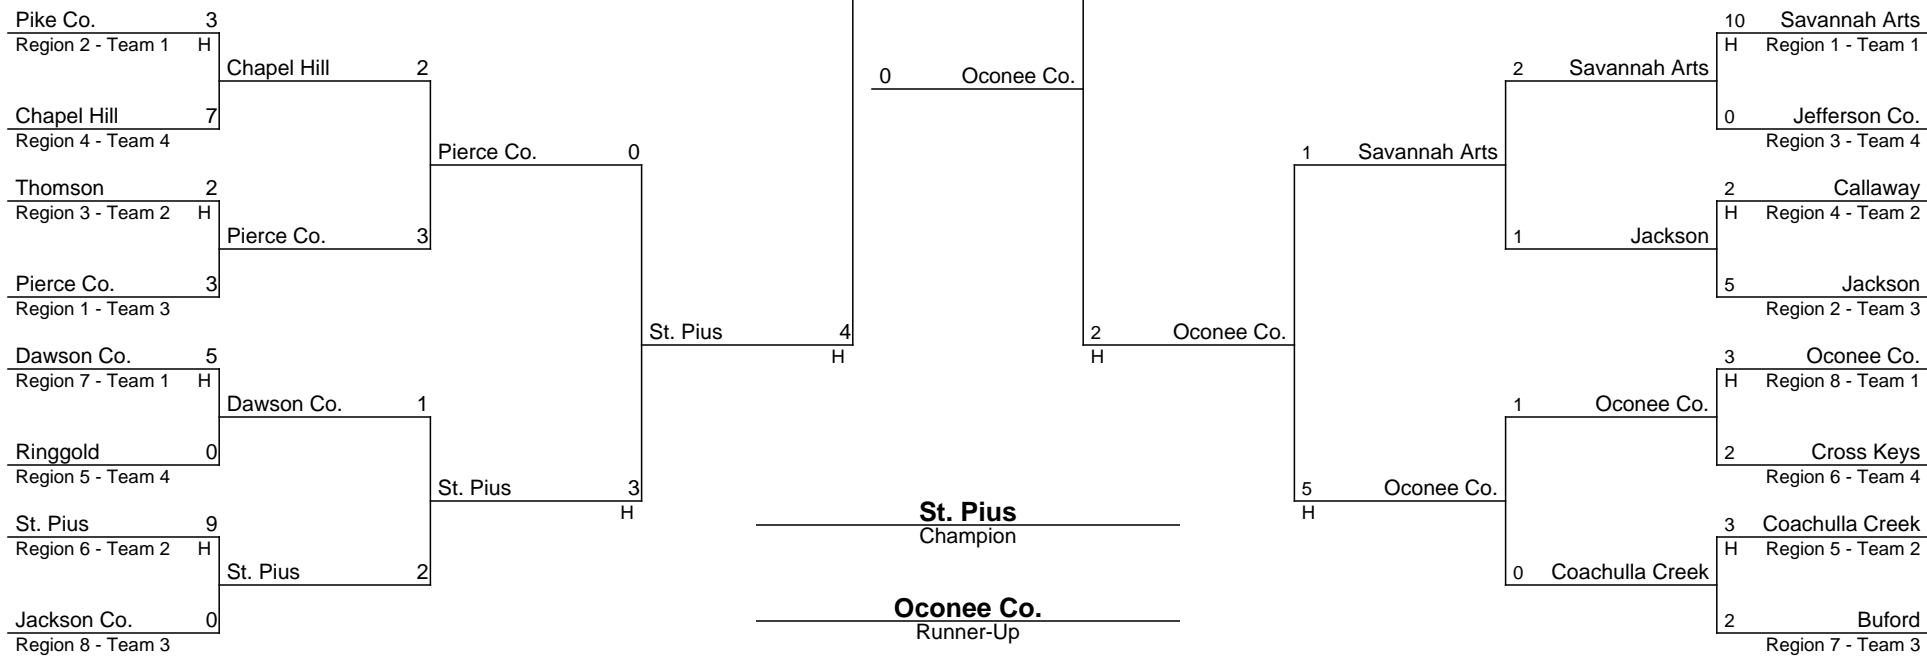 Pike Co. 3
Region 2 - Team 1 H
Chapel Hill 2
Chapel Hill 7
Region 4 - Team 4
Pierce Co. 0
Thomson 2
Region 3 - Team 2 H
Pierce Co. 3
Pierce Co. 3
Region 1 - Team 3
St. Pius 4
H
Dawson Co. 5
Region 7 - Team 1 H
Dawson Co. 1
Ringgold 0
Region 5 - Team 4
St. Pius 3
H
St. Pius 9
Region 6 - Team 2 H
St. Pius 2
Jackson Co. 0
Region 8 - Team 3
0 Oconee Co.
St. Pius
Champion
Oconee Co.
Runner-Up
10 Savannah Arts
H Region 1 - Team 1
2 Savannah Arts
0 Jefferson Co.
Region 3 - Team 4
1 Savannah Arts
2 Callaway
H Region 4 - Team 2
1 Jackson
5 Jackson
Region 2 - Team 3
2 Oconee Co.
H
3 Oconee Co.
H Region 8 - Team 1
1 Oconee Co.
2 Cross Keys
Region 6 - Team 4
5 Oconee Co.
H
3 Coachulla Creek
H Region 5 - Team 2
0 Coachulla Creek
2 Buford
Region 7 - Team 3